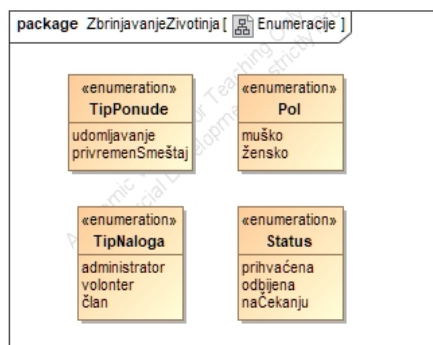 package ZbrinjavanjeZivotinja [ Enumeracije ]
«enumeration»
TipPonude
udomljavanje
privremenSmeštaj
«enumeration»
Pol
muško
žensko
«enumeration»
TipNaloga
administrator
volonter
član
«enumeration»
Status
prihvaćena
odbijena
naČekanju